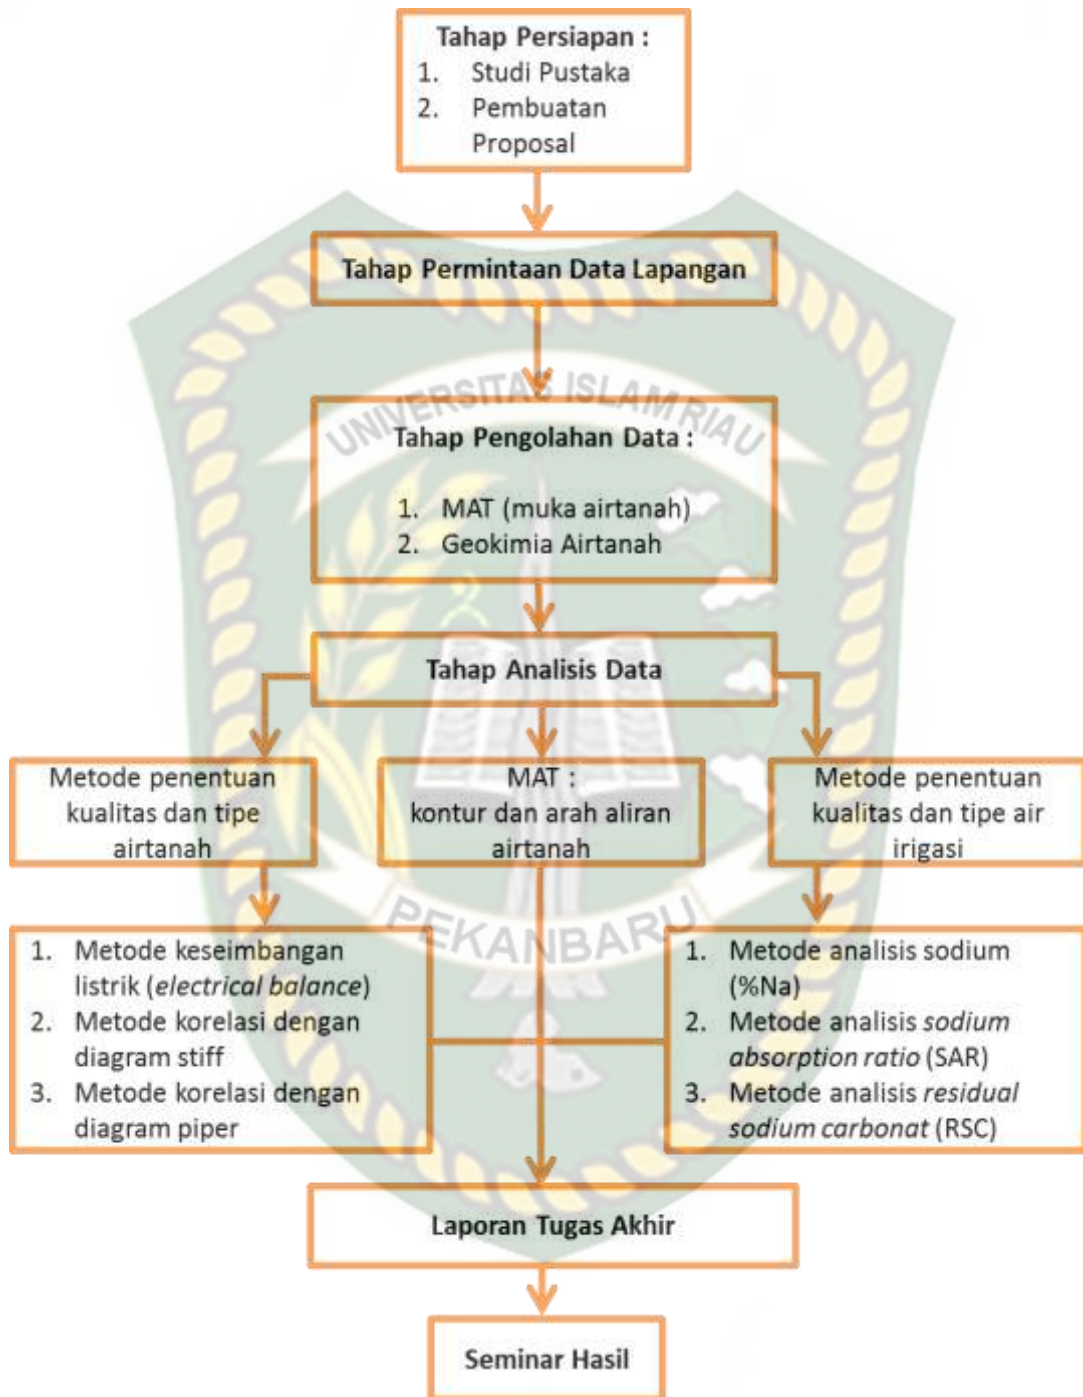 Tahap Persiapan :
1. Studi Pustaka
2. Pembuatan
Proposal
Tahap Permintaan Data Lapangan
UNIVERSITAS ISLAM RIAU
Tahap Pengolahan Data :
1. MAT (muka airtanah)
2. Geokimia Airtanah
Tahap Analisis Data
Metode penentuan
kualitas dan tipe
airtanah
MAT :
kontur dan arah aliran
airtanah
Metode penentuan
kualitas dan tipe air
irigasi
PEKANBARU
1. Metode keseimbangan
listrik (electrical balance)
2. Metode korelasi dengan
diagram stiff
3. Metode korelasi dengan
diagram piper
1. Metode analisis sodium
(%Na)
2. Metode analisis sodium
absorption ratio (SAR)
3. Metode analisis residual
sodium carbonat (RSC)
Laporan Tugas Akhir
Seminar Hasil